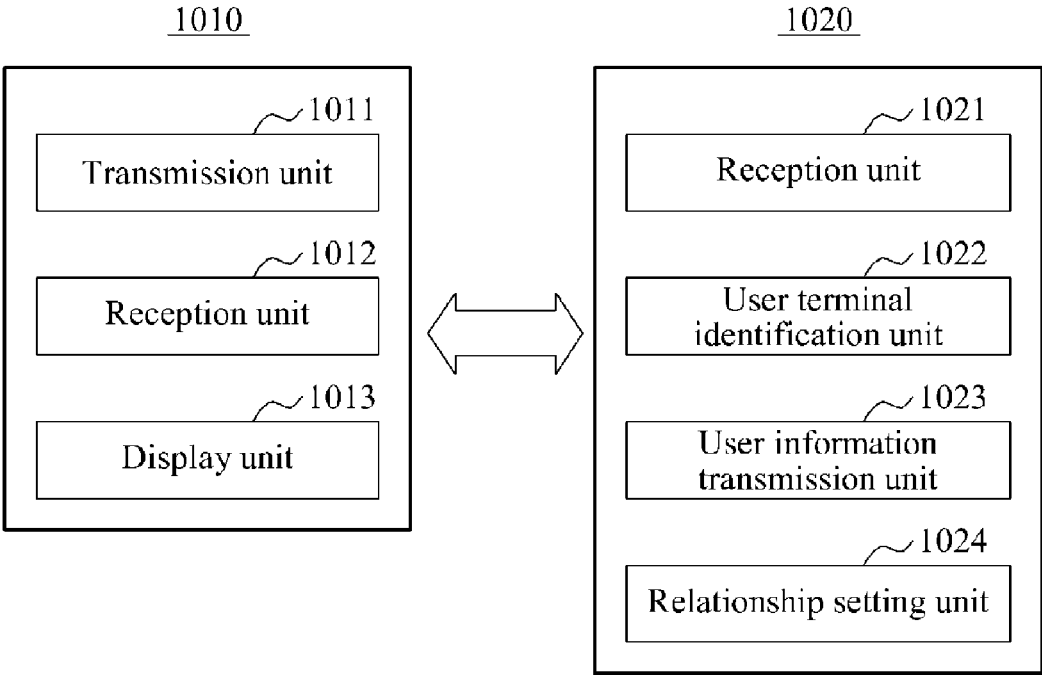 1010
1011
Transmission unit
1012
Reception unit
1013
Display unit
1020
1021
Reception unit
1022
User terminal
identification unit
1023
User information
transmission unit
1024
Relationship setting unit